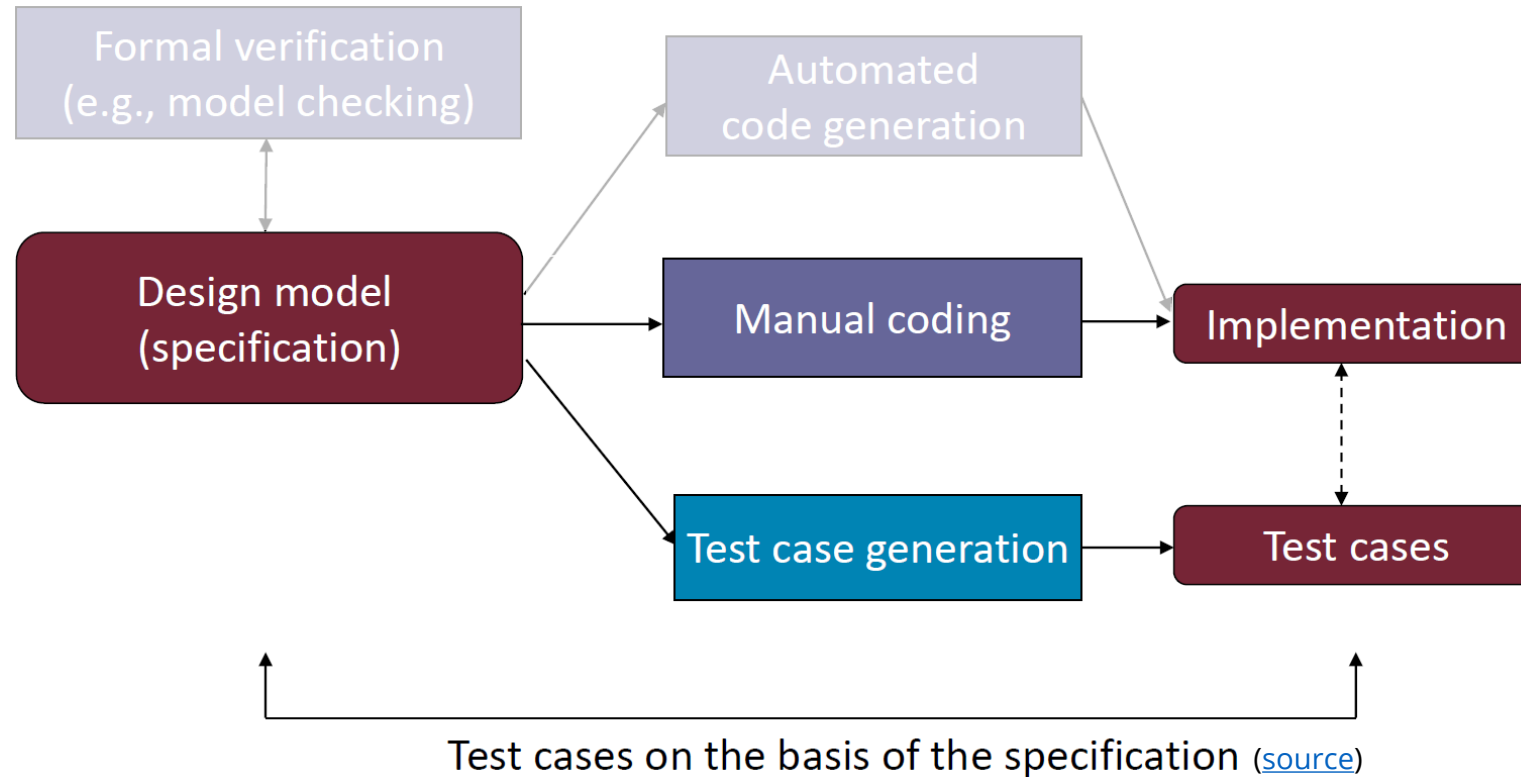 Formal verification
(e.g., model checking)
Automated
code generation
Design model
(specification)
Manual coding
Implementation
Test case generation
Test cases
Test cases on the basis of the specification (source)